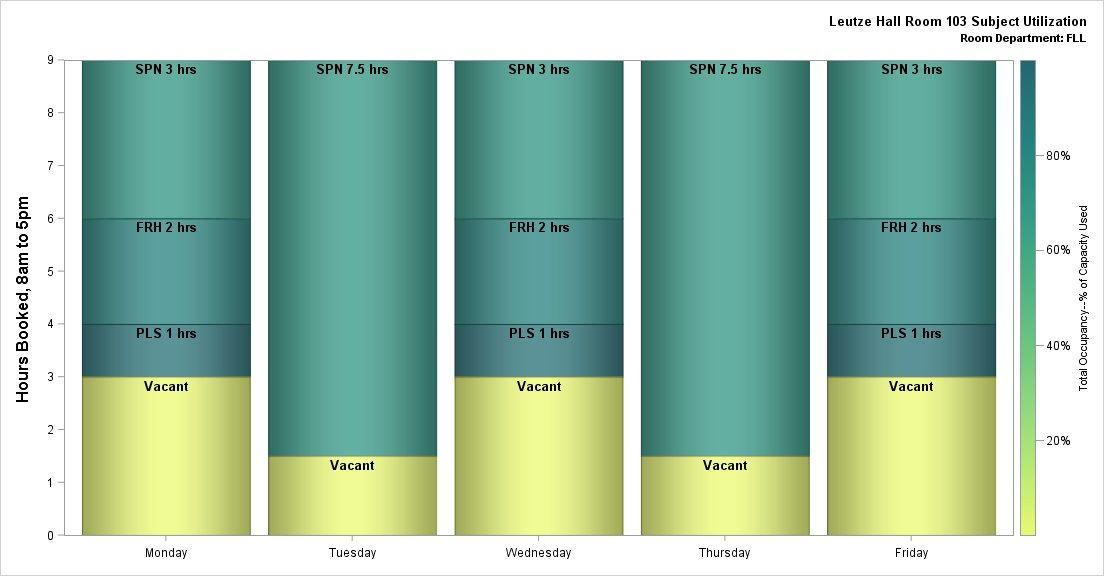 Leutze Hall Room 103 Subject Utilization
Room Department: FLL
Hours Booked, 8am to 5pm
9
8
7
6
5
4
3
2
1
0
SPN 3 hrs
FRH 2 hrs
PLS 1 hrs
Vacant
SPN 7.5 hrs
Vacant
SPN 3 hrs
FRH 2 hrs
PLS 1 hrs
Vacant
SPN 7.5 hrs
Vacant
SPN 3 hrs
FRH 2 hrs
PLS 1 hrs
Vacant
Monday
Tuesday
Wednesday
Thursday
Friday
80%
60%
40%
20%
Total Occupancy--% of Capacity Used